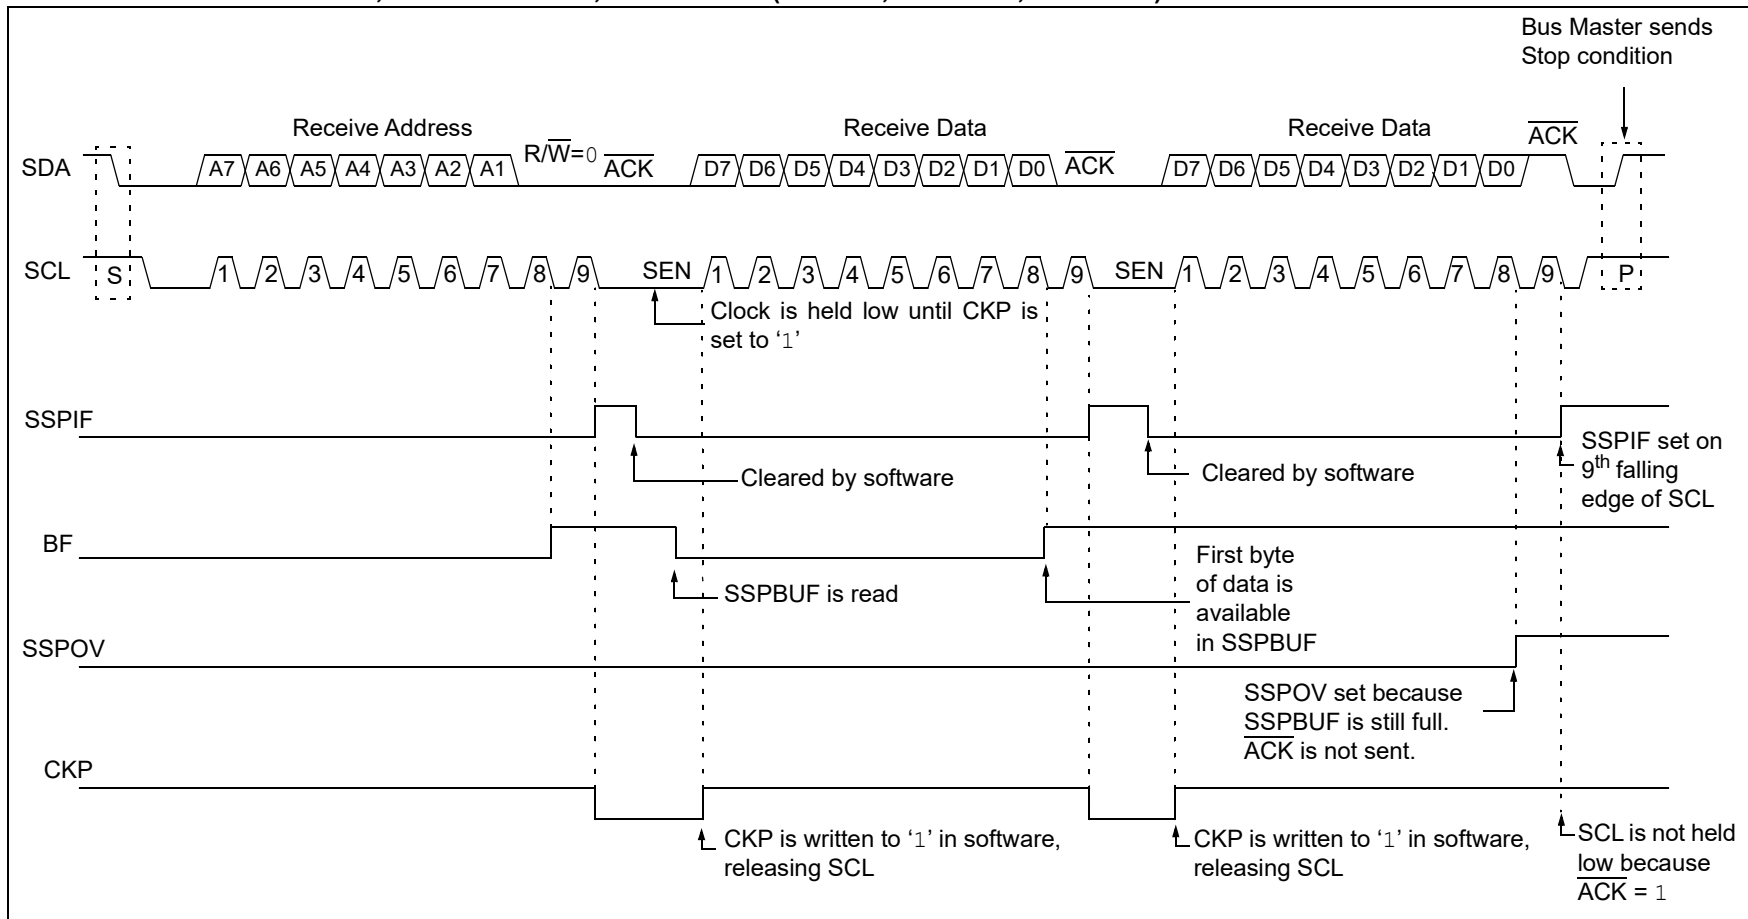 Bus Master sends
Stop condition
Receive Address
Receive Data
Receive Data
ACK
SDA
A7 A6 A5 A4 A3 A2 A1
R/W=0
ACK
D7 D6 D5 D4 D3 D2 D1 D0
ACK
D7 D6 D5 D4 D3 D2 D1 D0
SCL
S
1 2 3 4 5 6 7 8 9
SEN
1 2 3 4 5 6 7 8 9
SEN
1 2 3 4 5 6 7 8 9
P
Clock is held low until CKP is
set to ‘1’
SSPIF
Cleared by software
Cleared by software
SSPIF set on
9th falling
edge of SCL
BF
SSPBUF is read
First byte
of data is
available
in SSPBUF
SSPOV
SSPOV set because
SSPBUF is still full.
ACK is not sent.
CKP
CKP is written to ‘1’ in software,
releasing SCL
CKP is written to ‘1’ in software,
releasing SCL
SCL is not held
low because
ACK = 1